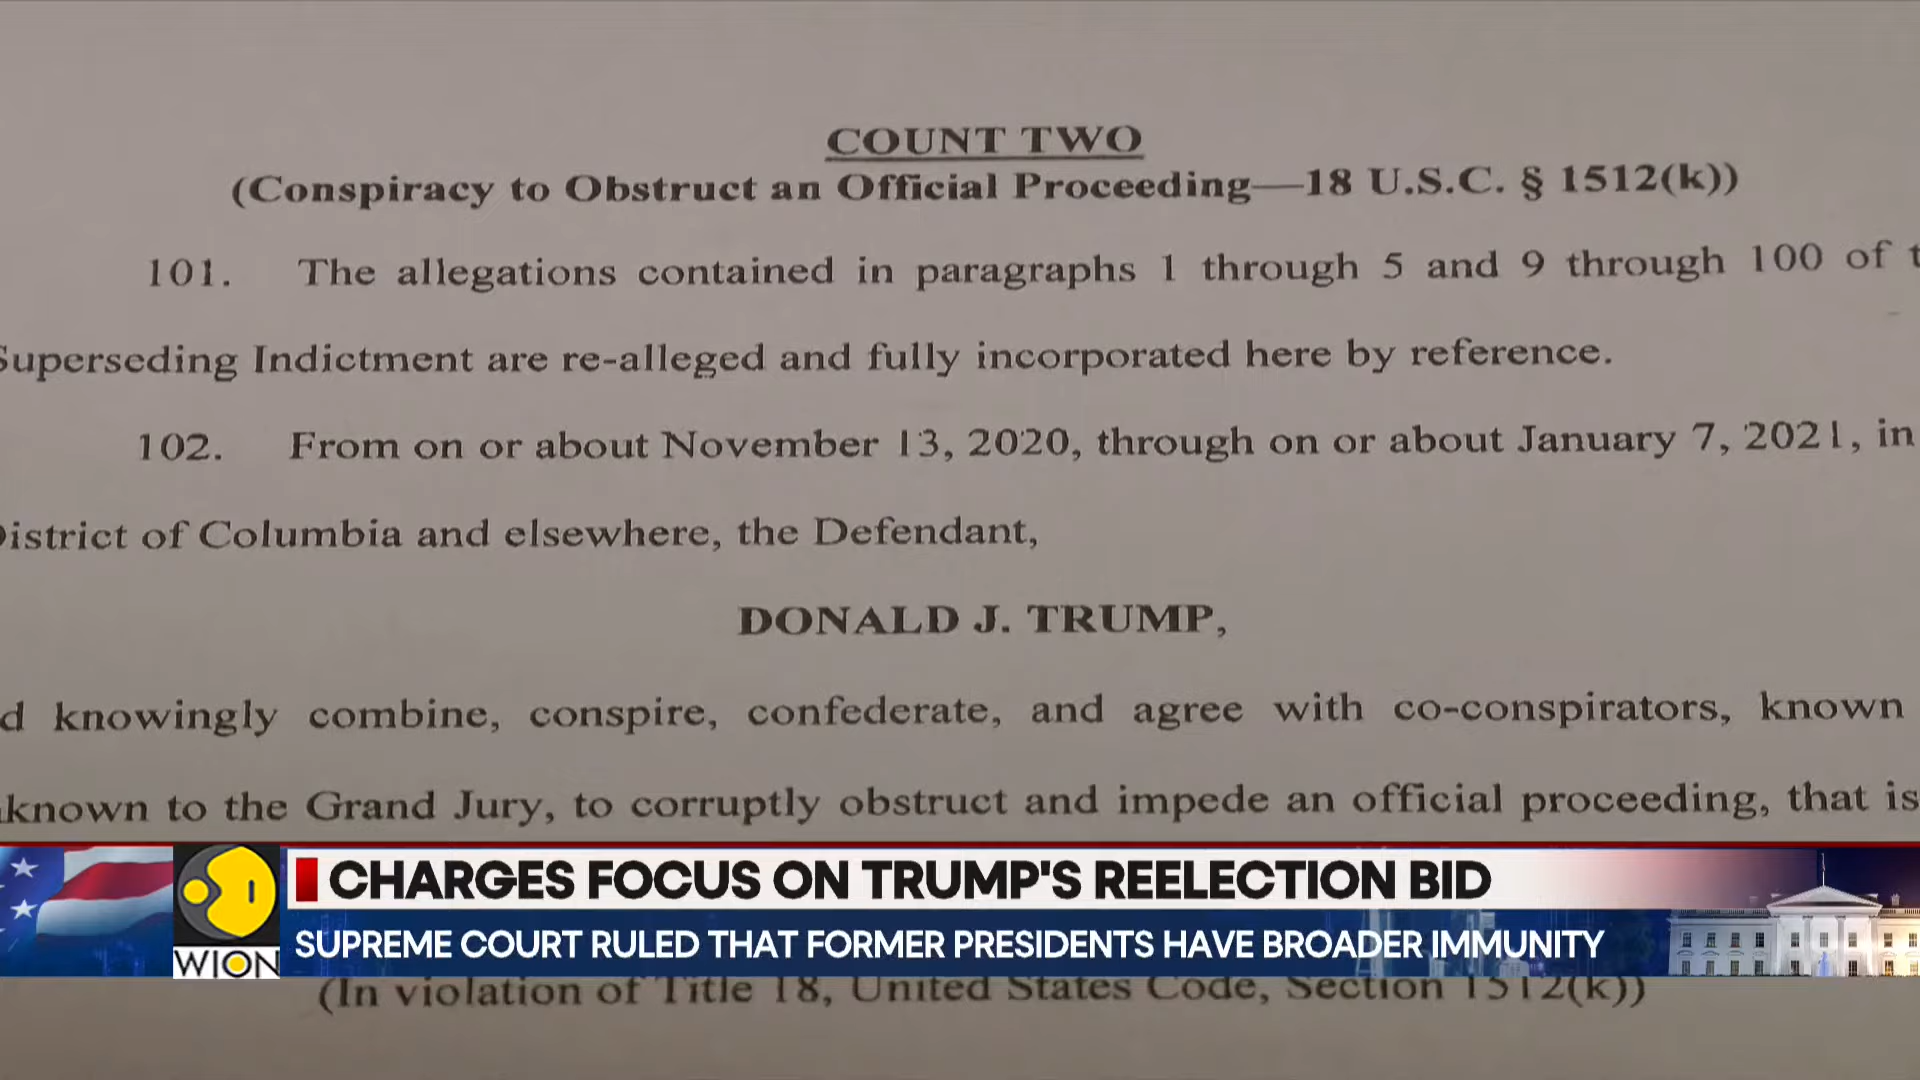 COUNT TWO
(Conspiracy to Obstruct an Official Proceeding—18 U.S.C. § 1512(k))
101. The allegations contained in paragraphs 1 through 5 and 9 through 100 of t
Superseding Indictment are re-alleged and fully incorporated here by reference.
102. From on or about November 13, 2020, through on or about January 7, 2021, in
District of Columbia and elsewhere, the Defendant,
DONALD J. TRUMP,
d knowingly combine, conspire, confederate, and agree with co-conspirators, known
known to the Grand Jury, to corruptly obstruct and impede an official proceeding, that is
CHARGES FOCUS ON TRUMP'S REELECTION BID
SUPREME COURT RULED THAT FORMER PRESIDENTS HAVE BROADER IMMUNITY
WION
(In violation of Title 18, United States Code, Section 1512(k))